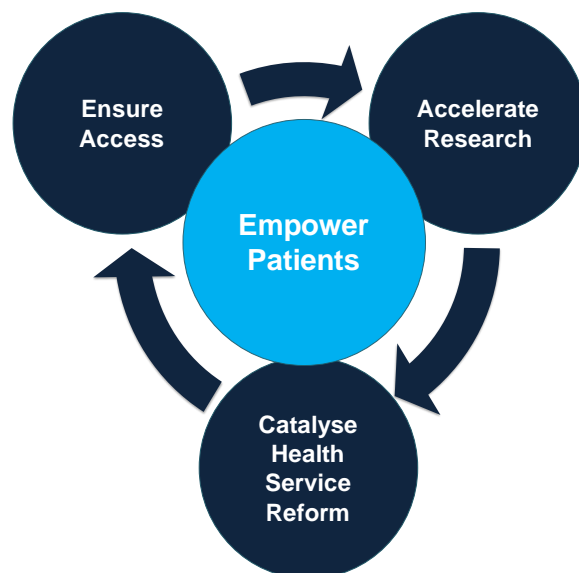 Ensure
Access
Accelerate
Research
Empower
Patients
Catalyse
Health
Service
Reform